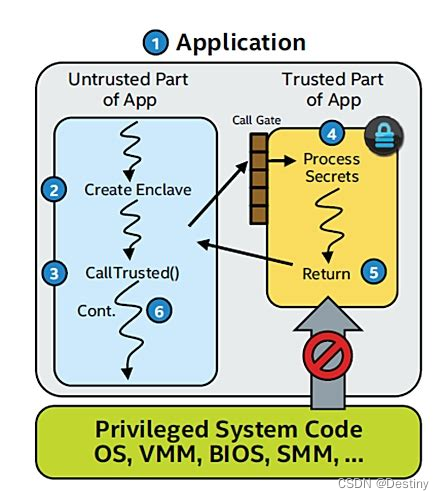 1 Application
Untrusted Part
of App
Trusted Part
of App
Call Gate
2 Create Enclave
3 CallTrusted()
Cont. 6
4
Process
Secrets
Return 5
Privileged System Code
OS, VMM, BIOS, SMM, ...
CSDN @Destiny